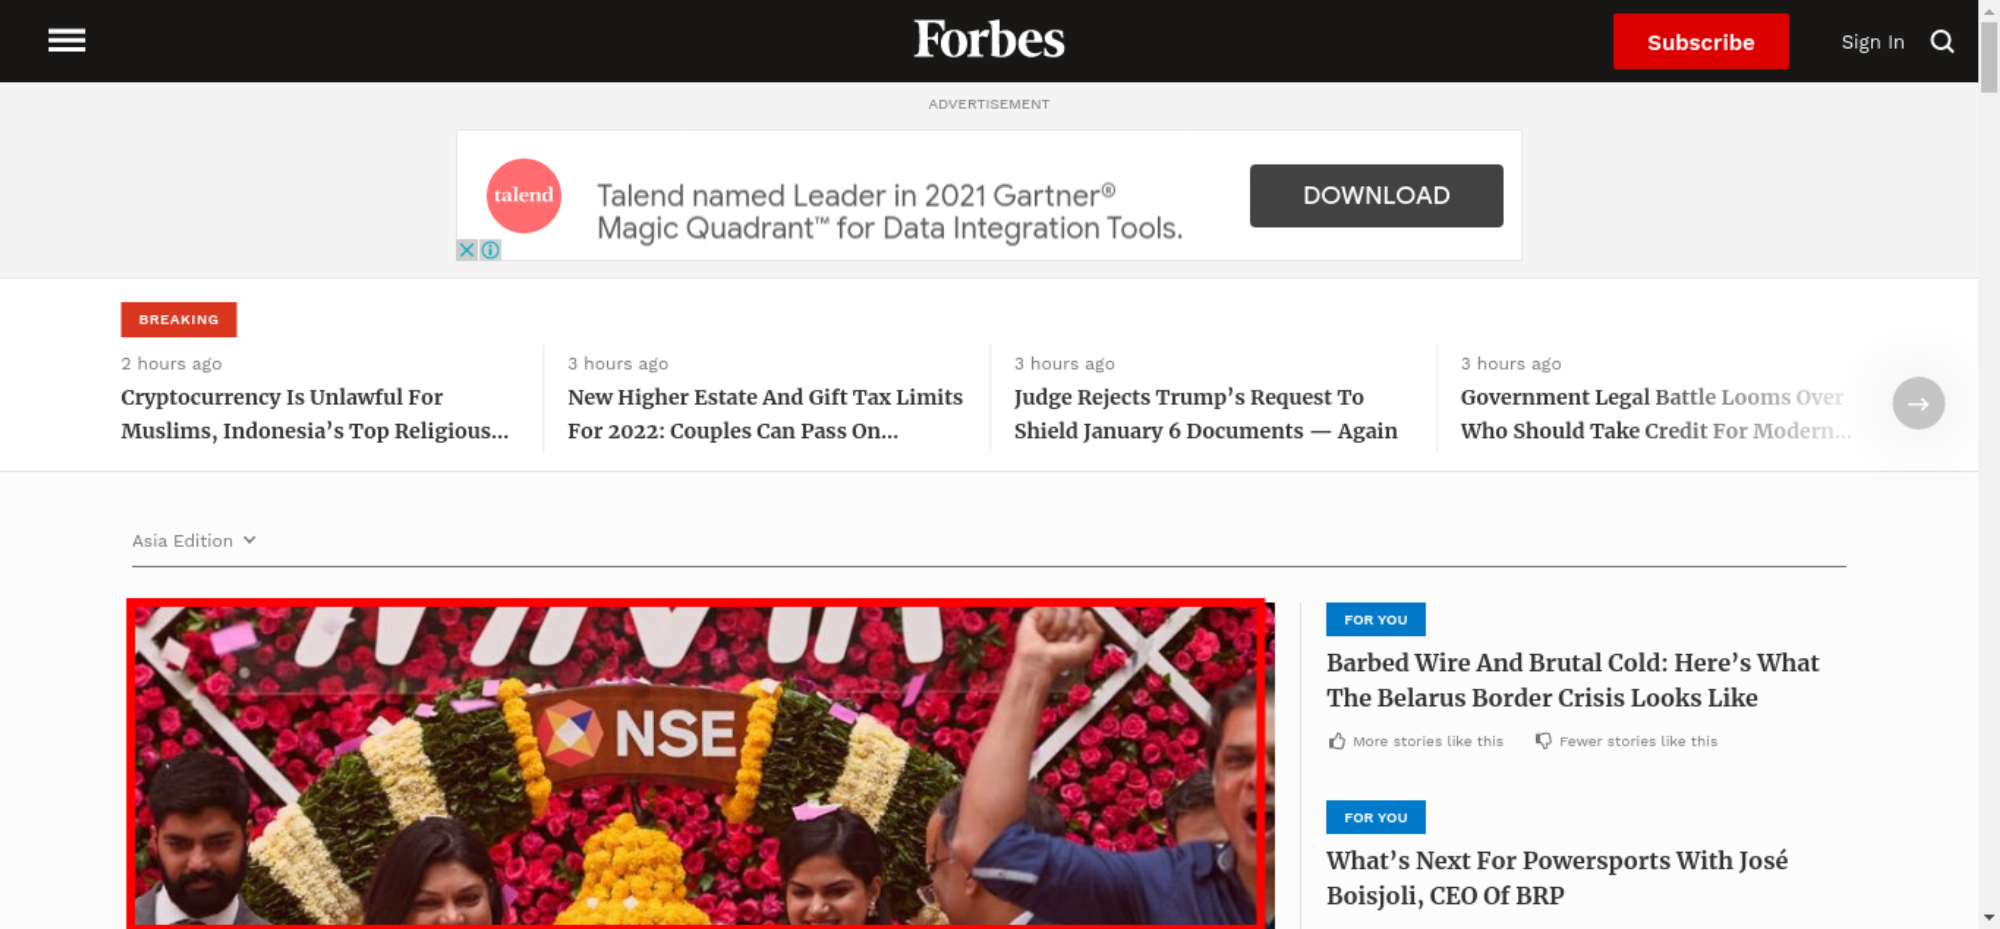 Forbes
Subscribe
Sign In
ADVERTISEMENT
talend
Talend named Leader in 2021 Gartner®
Magic Quadrant™ for Data Integration Tools.
DOWNLOAD
BREAKING
2 hours ago
Cryptocurrency Is Unlawful For
Muslims, Indonesia’s Top Religious...
3 hours ago
New Higher Estate And Gift Tax Limits
For 2022: Couples Can Pass On...
3 hours ago
Judge Rejects Trump’s Request To
Shield January 6 Documents — Again
3 hours ago
Government Legal Battle Looms Over
Who Should Take Credit For Modern...
Asia Edition
NSE
FOR YOU
Barbed Wire And Brutal Cold: Here’s What
The Belarus Border Crisis Looks Like
More stories like this
Fewer stories like this
FOR YOU
What’s Next For Powersports With José
Boisjoli, CEO Of BRP